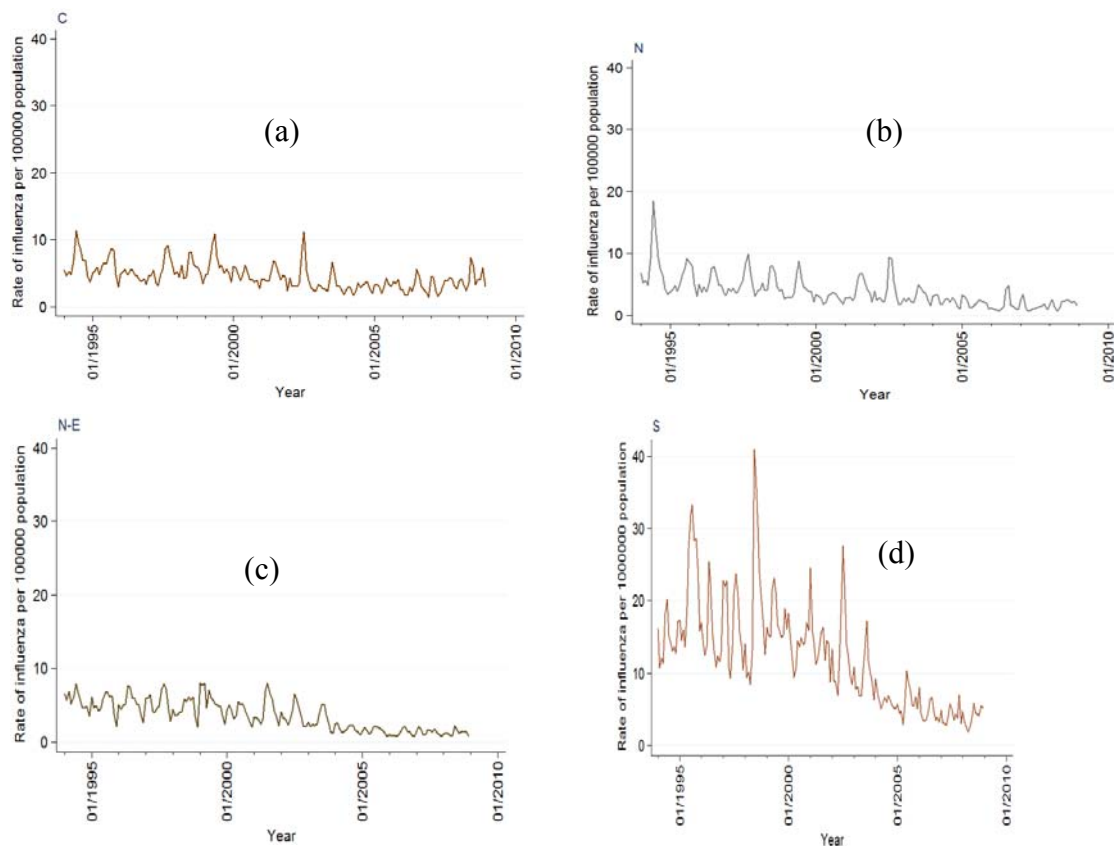 C
Rate of influenza per 100000 population
40
30
20
10
0
(a)
01/1995
01/2000
01/2005
01/2010
Year
N
Rate of influenza per 100000 population
40
30
20
10
0
(b)
01/1995
01/2000
01/2005
01/2010
Year
N-E
Rate of influenza per 100000 population
40
30
20
10
0
(c)
01/1995
01/2000
01/2005
01/2010
Year
S
Rate of influenza per 1000000 population
40
30
20
10
0
(d)
01/1995
01/2000
01/2005
01/2010
Year